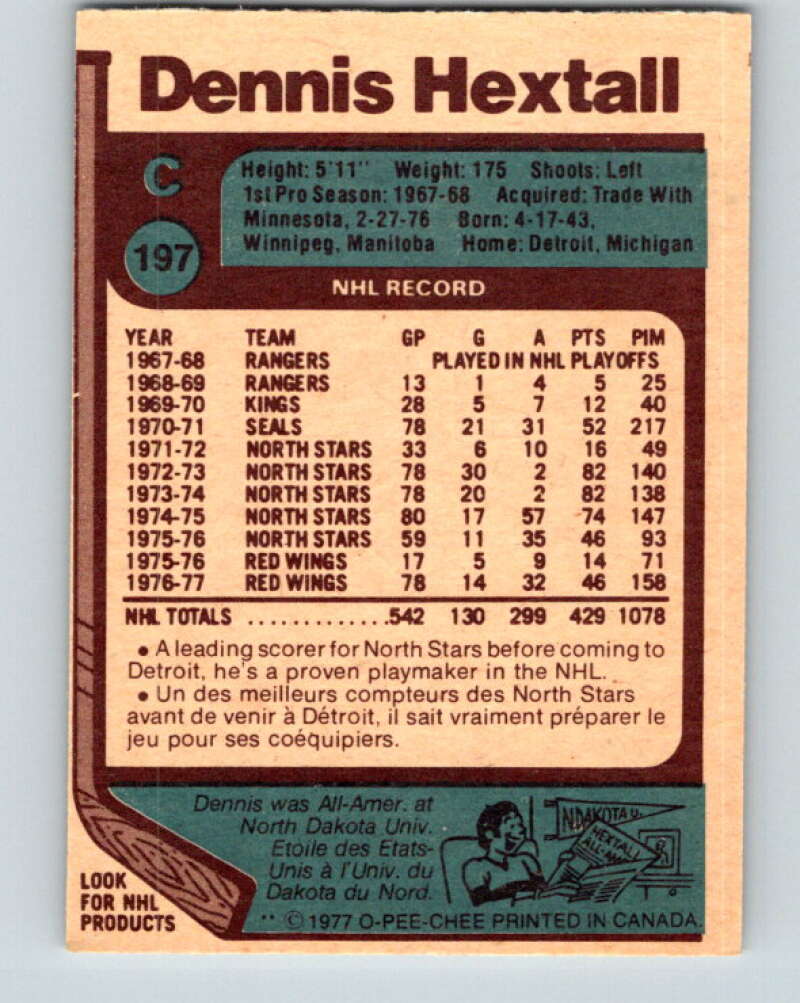 Dennis Hextall
C
197
Height: 5'11" Weight: 175 Shoots: Left
1st Pro Season: 1967-68 Acquired: Trade With
Minnesota, 2-27-76 Born: 4-17-43,
Winnipeg, Manitoba Home: Detroit, Michigan
NHL RECORD
YEAR TEAM GP G A PTS PIM
1967-68 RANGERS PLAYED IN NHL PLAYOFFS
1968-69 RANGERS 13 1 4 5 25
1969-70 KINGS 28 5 7 12 40
1970-71 SEALS 78 21 31 52 217
1971-72 NORTH STARS 33 6 10 16 49
1972-73 NORTH STARS 78 30 2 82 140
1973-74 NORTH STARS 78 20 2 82 138
1974-75 NORTH STARS 80 17 57 74 147
1975-76 NORTH STARS 59 11 35 46 93
1975-76 RED WINGS 17 5 9 14 71
1976-77 RED WINGS 78 14 32 46 158
NHL TOTALS .............542 130 299 429 1078
• A leading scorer for North Stars before coming to
Detroit, he's a proven playmaker in the NHL.
• Un des meilleurs compteurs des North Stars
avant de venir à Détroit, il sait vraiment préparer le
jeu pour ses coéquipiers.
Dennis was All-Amer. at
North Dakota Univ.
Etoile des Etats-
Unis à l'Univ. du
Dakota du Nord.
N.DAKOTA U.
HEXTALL
ALL-AM
LOOK
FOR NHL
PRODUCTS
** © 1977 O-PEE-CHEE PRINTED IN CANADA.